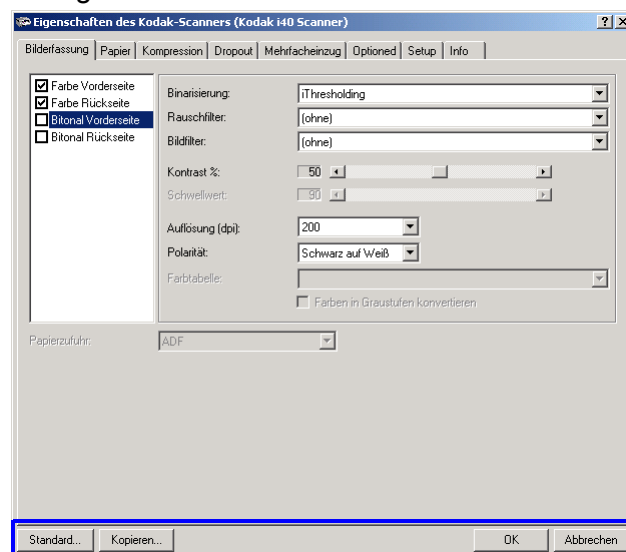 Eigenschaften des Kodak-Scanners (Kodak i40 Scanner)
Bilderfassung Papier Kompression Dropout Mehrfacheinzug Optioned Setup Info
Farbe Vorderseite
Farbe Rückseite
Bitonal Vorderseite
Bitonal Rückseite
Binarisierung: iThresholding
Rauschfilter: (ohne)
Bildfilter: (ohne)
Kontrast %: 50
Schwellwert: 90
Auflösung (dpi): 200
Polarität: Schwarz auf Weiß
Farbtabelle:
Farben in Graustufen konvertieren
Papierzufuhr: ADF
Standard... Kopieren... OK Abbrechen